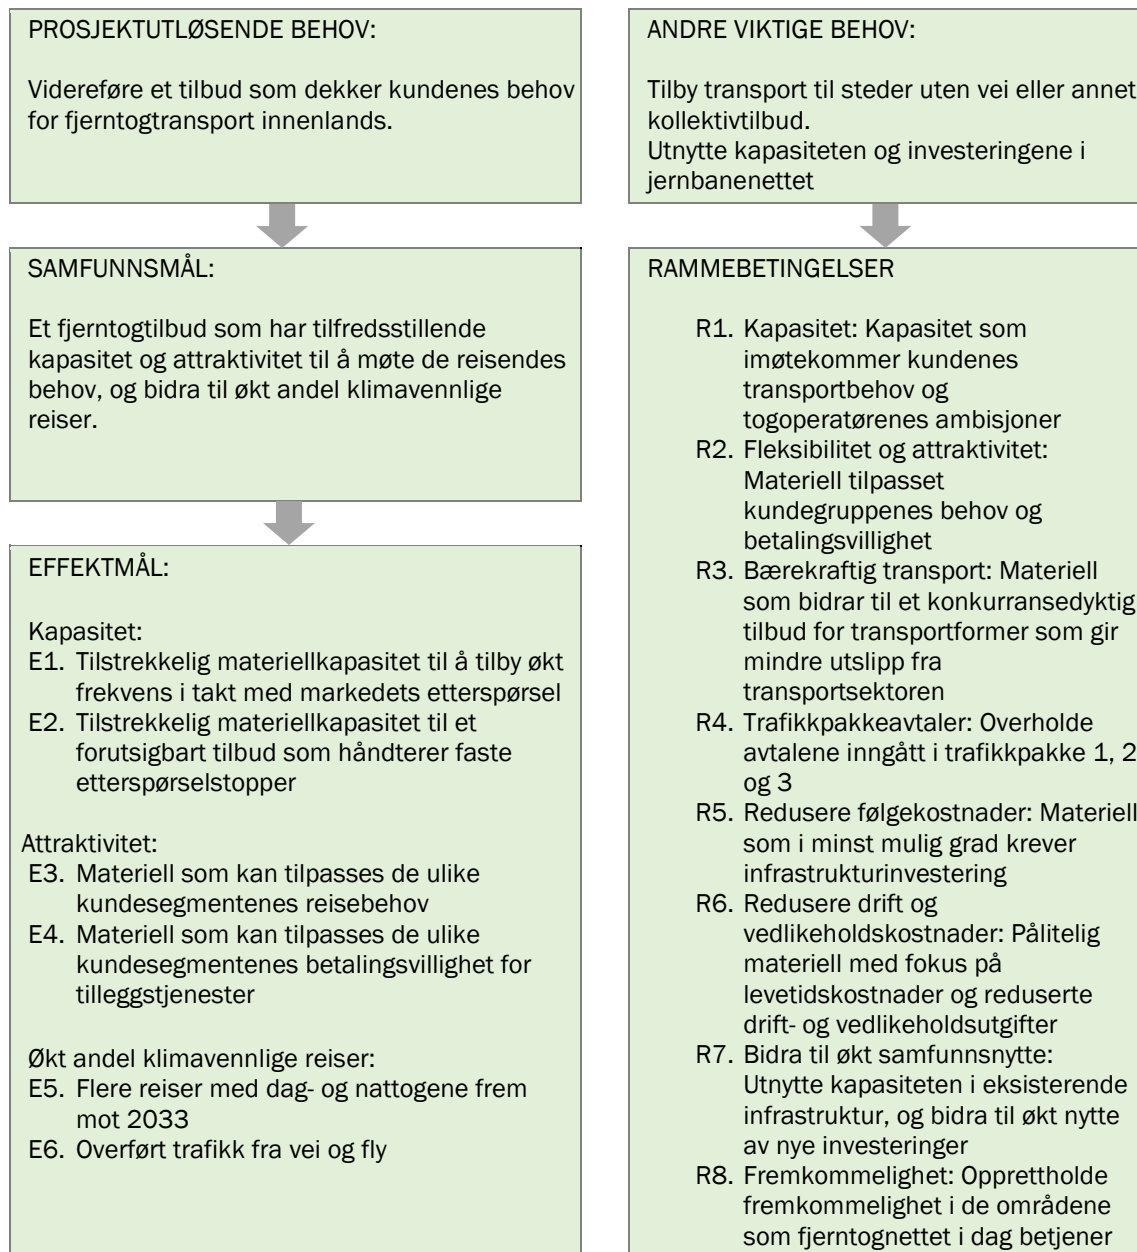 PROSJEKTUTLØSENDE BEHOV:
Videreføre et tilbud som dekker kundenes behov
for fjerntogtransport innenlands.
SAMFUNNSMÅL:
Et fjerntogtilbud som har tilfredsstillende
kapasitet og attraktivitet til å møte de reisendes
behov, og bidra til økt andel klimavennlige
reiser.
EFFEKTMÅL:
Kapasitet:
E1. Tilstrekkelig materiellkapasitet til å tilby økt
frekvens i takt med markedets etterspørsel
E2. Tilstrekkelig materiellkapasitet til et
forutsigbart tilbud som håndterer faste
etterspørselstopper
Attraktivitet:
E3. Materiell som kan tilpasses de ulike
kundesegmentenes reisebehov
E4. Materiell som kan tilpasses de ulike
kundesegmentenes betalingsvillighet for
tilleggstjenester
Økt andel klimavennlige reiser:
E5. Flere reiser med dag- og nattogene frem
mot 2033
E6. Overført trafikk fra vei og fly
ANDRE VIKTIGE BEHOV:
Tilby transport til steder uten vei eller annet
kollektivtilbud.
Utnytte kapasiteten og investeringene i
jernbanenettet
RAMMEBETINGELSER
R1. Kapasitet: Kapasitet som
imøtekommer kundenes
transportbehov og
togoperatørenes ambisjoner
R2. Fleksibilitet og attraktivitet:
Materiell tilpasset
kundegruppenes behov og
betalingsvillighet
R3. Bærekraftig transport: Materiell
som bidrar til et konkurransedyktig
tilbud for transportformer som gir
mindre utslipp fra
transportsektoren
R4. Trafikkpakkeavtaler: Overholde
avtalene inngått i trafikkpakke 1, 2
og 3
R5. Redusere følgekostnader: Materiell
som i minst mulig grad krever
infrastrukturinvestering
R6. Redusere drift og
vedlikeholdskostnader: Pålitelig
materiell med fokus på
levetidskostnader og reduserte
drift- og vedlikeholdsutgifter
R7. Bidra til økt samfunnsnytte:
Utnytte kapasiteten i eksisterende
infrastruktur, og bidra til økt nytte
av nye investeringer
R8. Fremkommelighet: Opprettholde
fremkommelighet i de områdene
som fjerntognettet i dag betjener